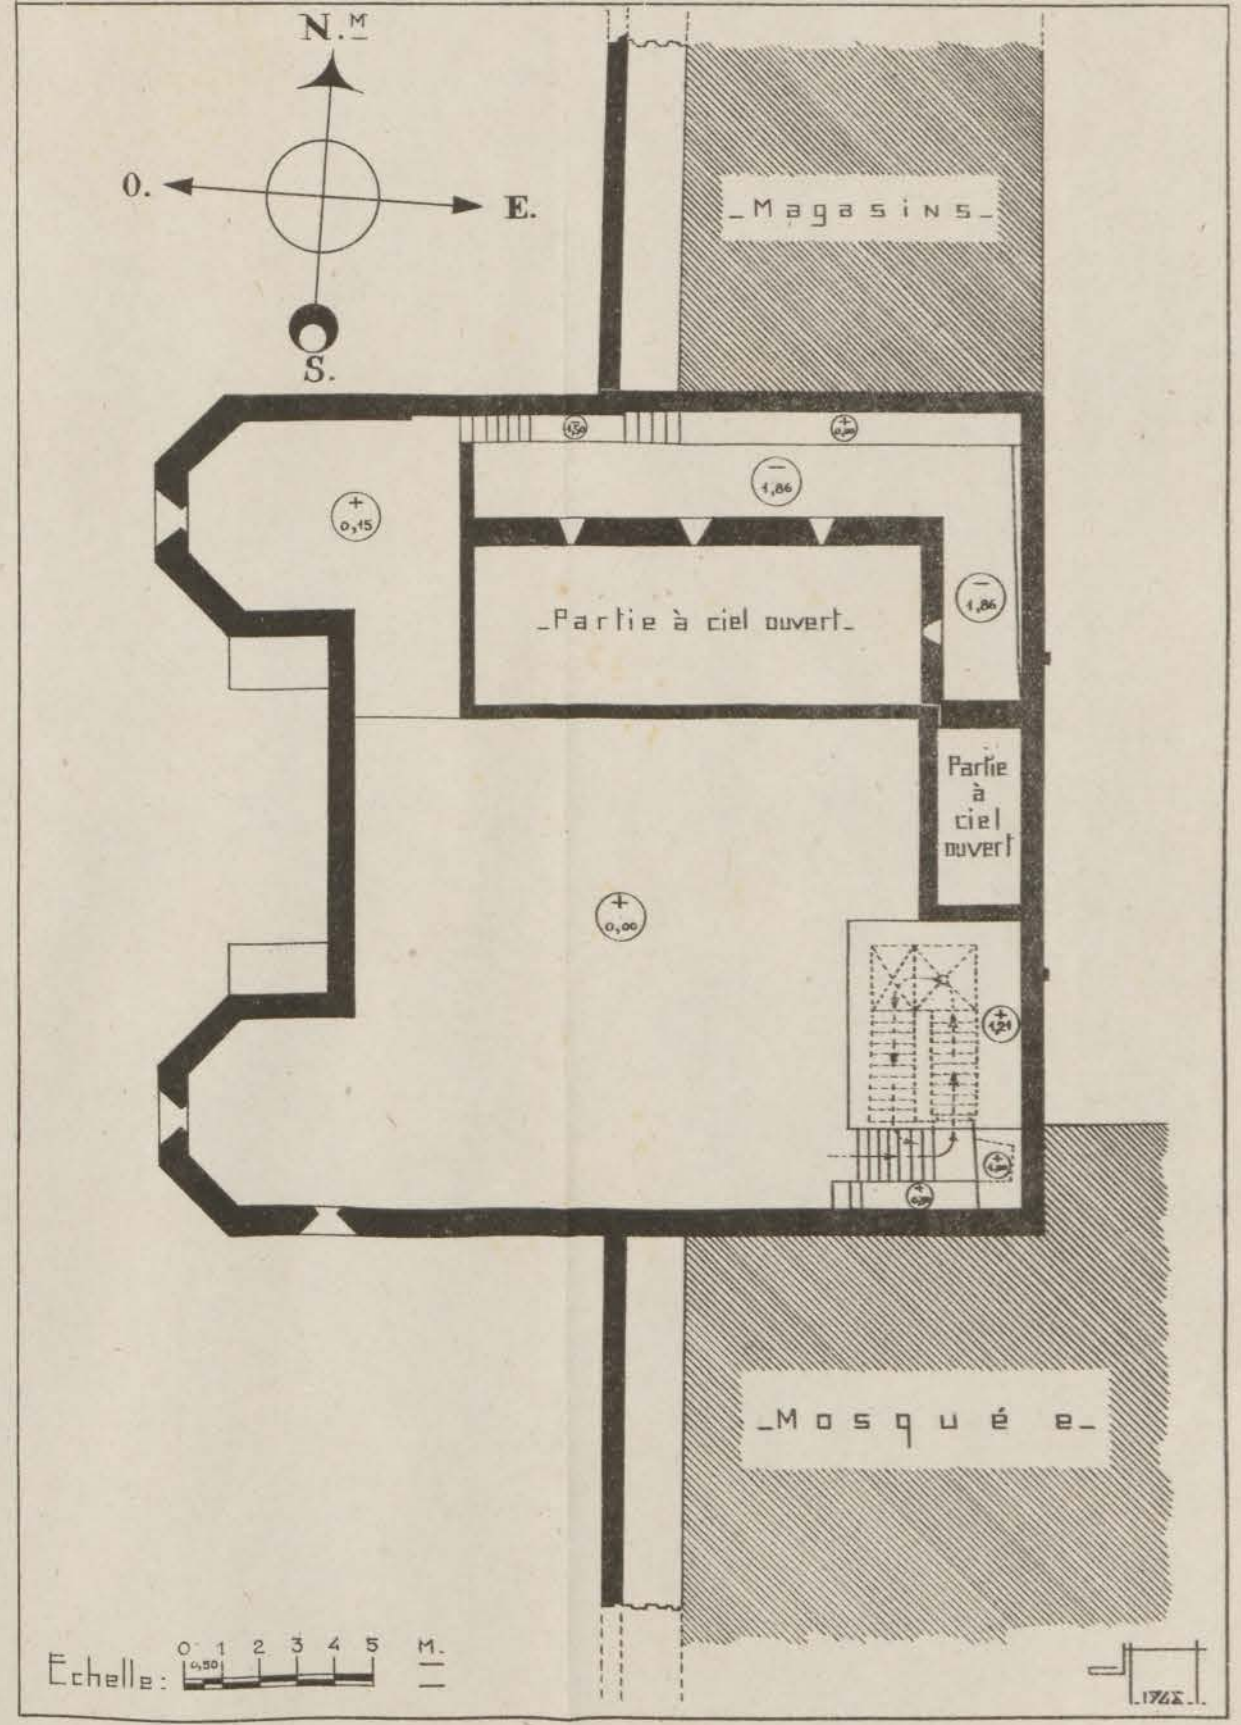 N.M
O.
E.
S.
_Magasins_
1,50
+
0,00
−
1,86
+
0,15
_Partie à ciel ouvert_
−
1,86
Partie
à
ciel
ouvert
+
0,00
+
1,21
+
+
_Mosquée_
Echelle:
0 1 2 3 4 5 M.
0,50